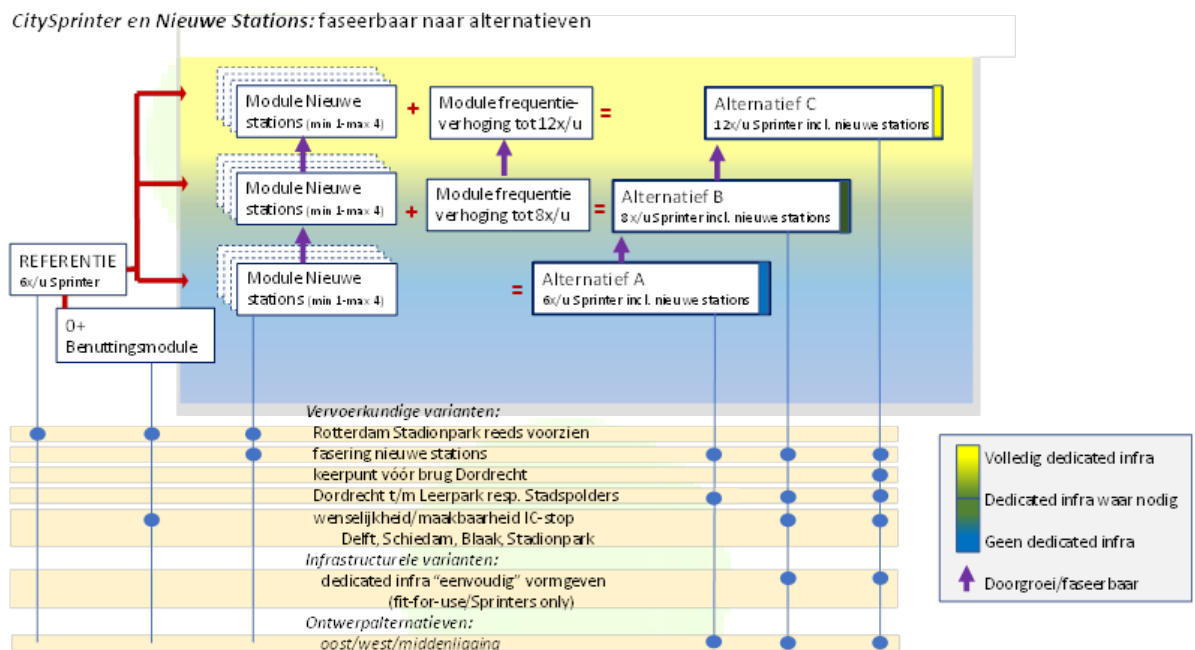 CitySprinter en Nieuwe Stations: faseerbaar naar alternatieven
Module Nieuwe
stations (min 1-max 4)
+
Module frequentie-
verhoging tot 12x/u
=
Alternatief C
12x/u Sprinter incl. nieuwe stations
Module Nieuwe
stations (min 1-max 4)
+
Module frequentie
verhoging tot 8x/u
=
Alternatief B
8x/u Sprinter incl. nieuwe stations
REFERENTIE
6x/u Sprinter
Module Nieuwe
stations (min 1-max 4)
=
Alternatief A
6x/u Sprinter incl. nieuwe stations
0+
Benuttingsmodule
Vervoerkundige varianten:
Rotterdam Stadionpark reeds voorzien
fasering nieuwe stations
keerpunt vóór brug Dordrecht
Dordrecht t/m Leerpark resp. Stadspolders
wenselijkheid/maakbaarheid IC-stop
Delft, Schiedam, Blaak, Stadionpark
Infrastructurele varianten:
dedicated infra "eenvoudig" vormgeven
(fit-for-use/Sprinters only)
Ontwerpalternatieven:
oost/west/middenligging
Volledig dedicated infra
Dedicated infra waar nodig
Geen dedicated infra
Doorgroei/faseerbaar